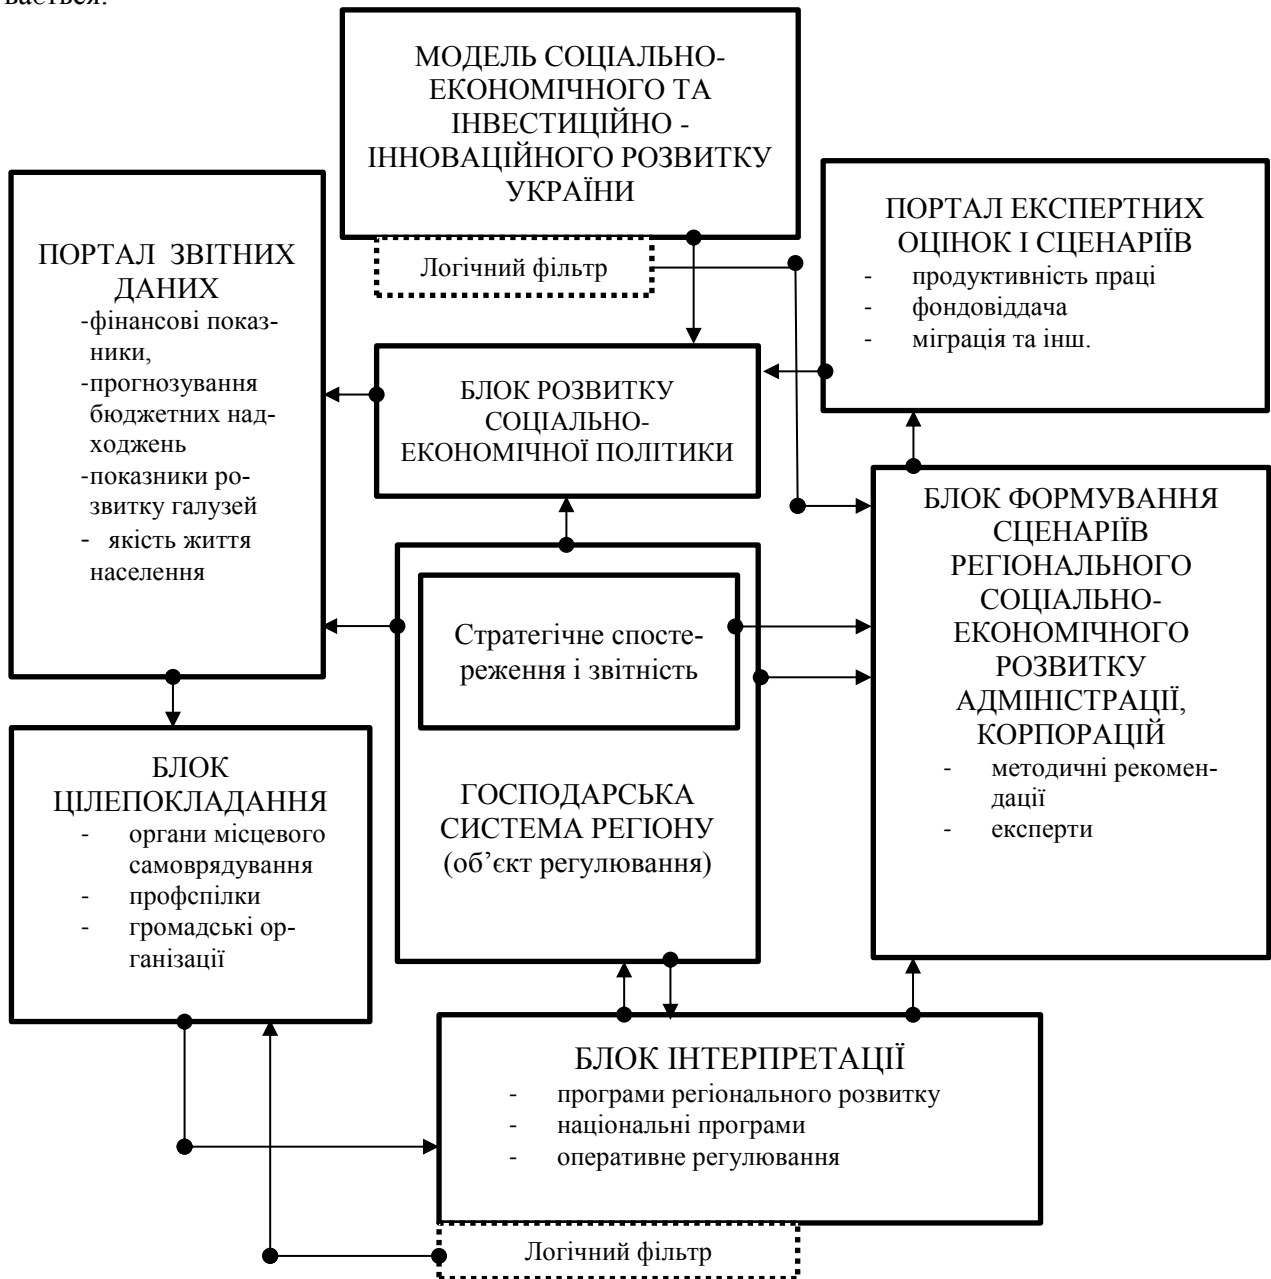 вається.
МОДЕЛЬ СОЦІАЛЬНО-
ЕКОНОМІЧНОГО ТА
ІНВЕСТИЦІЙНО -
ІННОВАЦІЙНОГО РОЗВИТКУ
УКРАЇНИ
Логічний фільтр
ПОРТАЛ ЗВІТНИХ
ДАНИХ
-фінансові показ-
ники,
-прогнозування
бюджетних над-
ходжень
-показники ро-
звитку галузей
- якість життя
населення
ПОРТАЛ ЕКСПЕРТНИХ
ОЦІНОК І СЦЕНАРІЇВ
- продуктивність праці
- фондовіддача
- міграція та інш.
БЛОК РОЗВИТКУ
СОЦІАЛЬНО-
ЕКОНОМІЧНОЇ ПОЛІТИКИ
БЛОК ФОРМУВАННЯ
СЦЕНАРІЇВ
РЕГІОНАЛЬНОГО
СОЦІАЛЬНО-
ЕКОНОМІЧНОГО
РОЗВИТКУ
АДМІНІСТРАЦІЇ,
КОРПОРАЦІЙ
- методичні рекомен-
дації
- експерти
Стратегічне спосте-
реження і звітність
ГОСПОДАРСЬКА
СИСТЕМА РЕГІОНУ
(об’єкт регулювання)
БЛОК
ЦІЛЕПОКЛАДАННЯ
- органи місцевого
самоврядування
- профспілки
- громадські ор-
ганізації
БЛОК ІНТЕРПРЕТАЦІЇ
- програми регіонального розвитку
- національні програми
- оперативне регулювання
Логічний фільтр